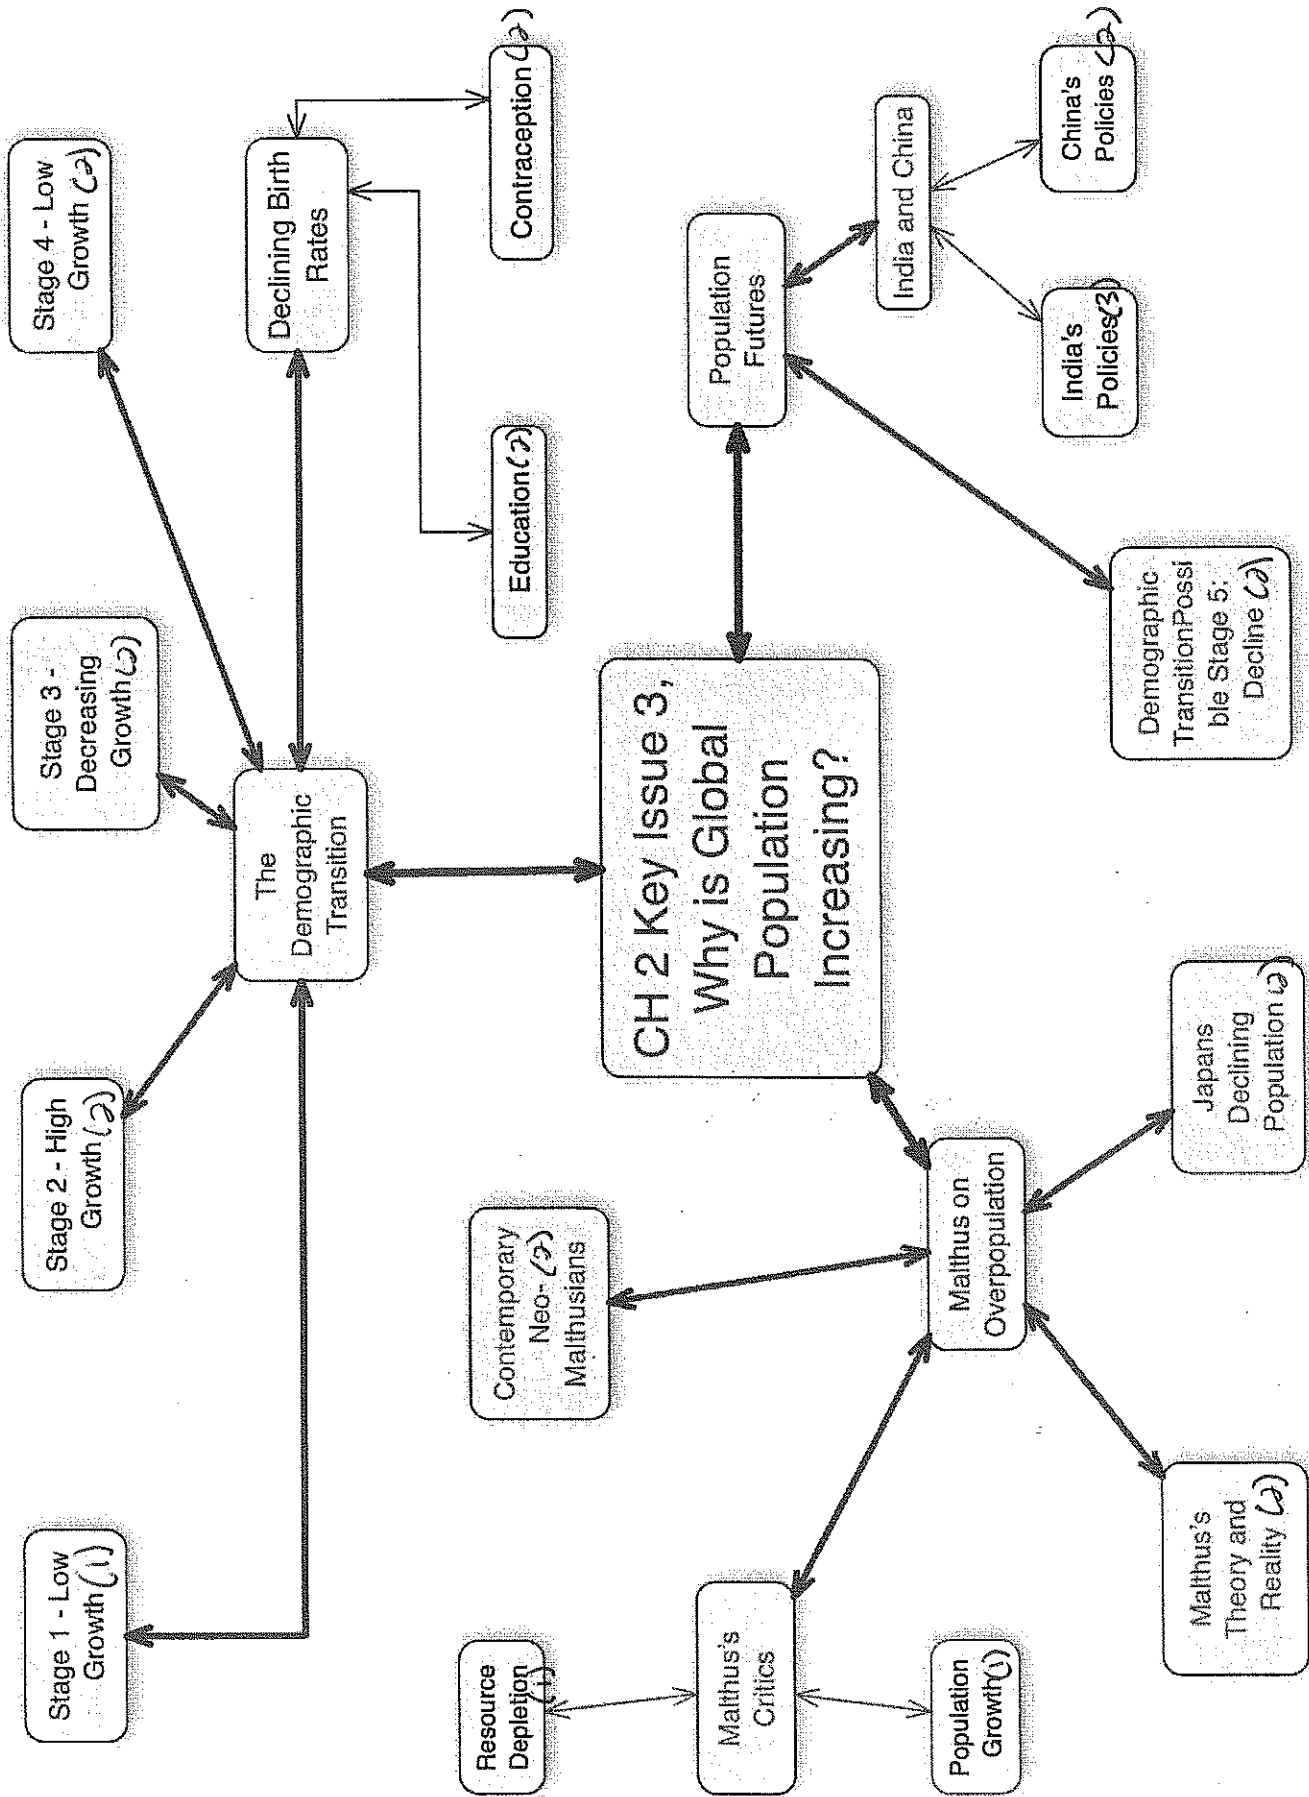 Stage 1 - Low
Growth (1)
Stage 2 - High
Growth (2)
Stage 3 -
Decreasing
Growth (2)
Stage 4 - Low
Growth (2)
The
Demographic
Transition
Declining Birth
Rates
Resource
Depletion (1)
Contemporary
Neo- (2)
Malthusians
Education (2)
Contraception (2)
CH 2 Key Issue 3,
Why is Global
Population
Increasing?
Malthus's
Critics
Population
Futures
Population
Growth (1)
Malthus on
Overpopulation
India and China
India's
Policies (3)
China's
Policies (2)
Malthus's
Theory and
Reality (2)
Japans
Declining
Population (2)
Demographic
TransitionPossi
ble Stage 5:
Decline (2)